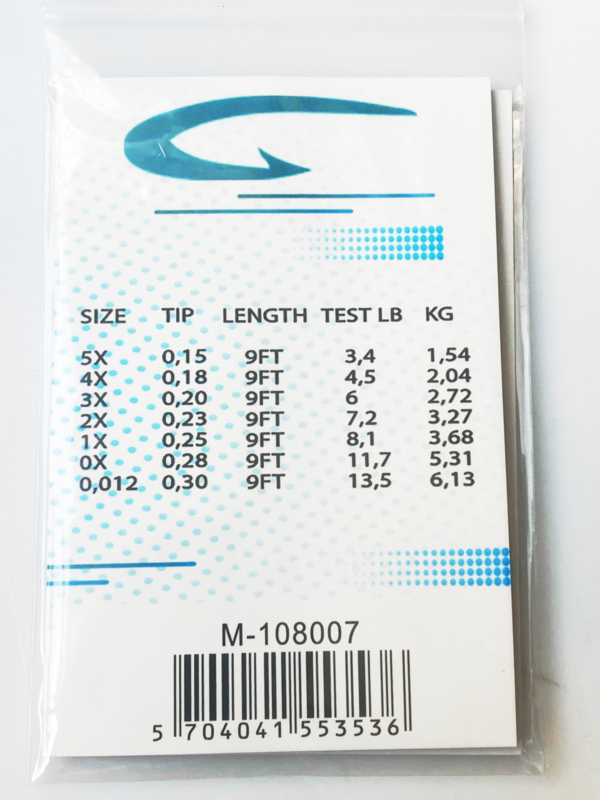 SIZE TIP LENGTH TEST LB KG
5X 0,15 9FT 3,4 1,54
4X 0,18 9FT 4,5 2,04
3X 0,20 9FT 6 2,72
2X 0,23 9FT 7,2 3,27
1X 0,25 9FT 8,1 3,68
0X 0,28 9FT 11,7 5,31
0,012 0,30 9FT 13,5 6,13
M-108007
5 704041 553536